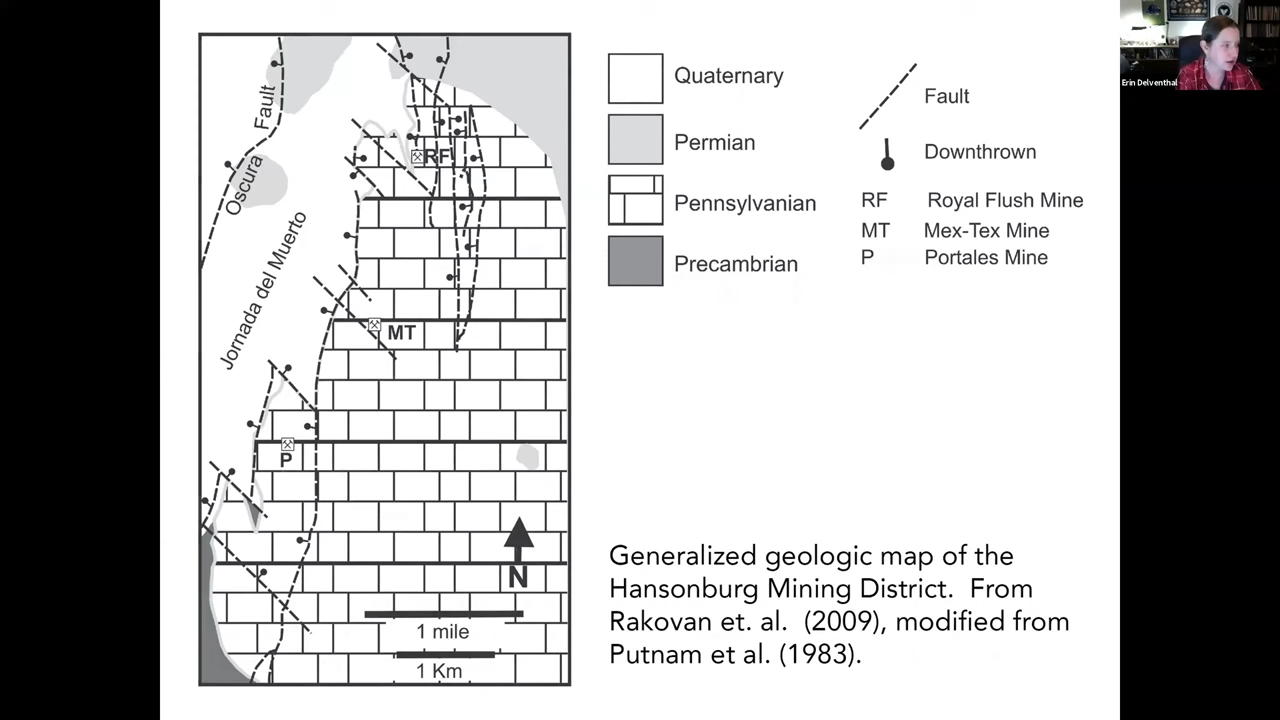 Oscura Fault
Jornada del Muerto
RF
MT
P
N
1 mile
1 Km
Quaternary
Permian
Pennsylvanian
Precambrian
Fault
Downthrown
RF Royal Flush Mine
MT Mex-Tex Mine
P Portales Mine
Generalized geologic map of the
Hansonburg Mining District. From
Rakovan et. al. (2009), modified from
Putnam et al. (1983).
Erin Delventhal